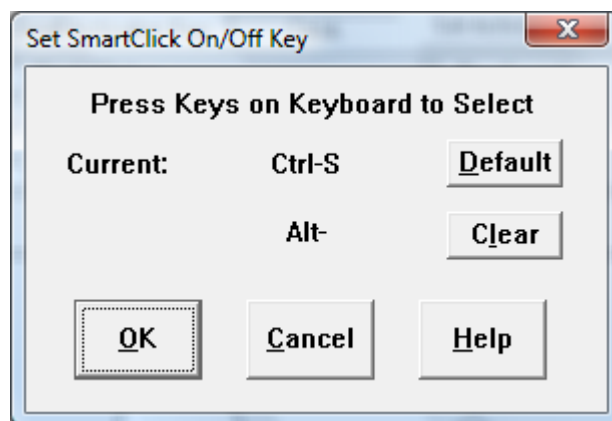 Set SmartClick On/Off Key
Press Keys on Keyboard to Select
Current: Ctrl-S Default
Alt- Clear
OK Cancel Help